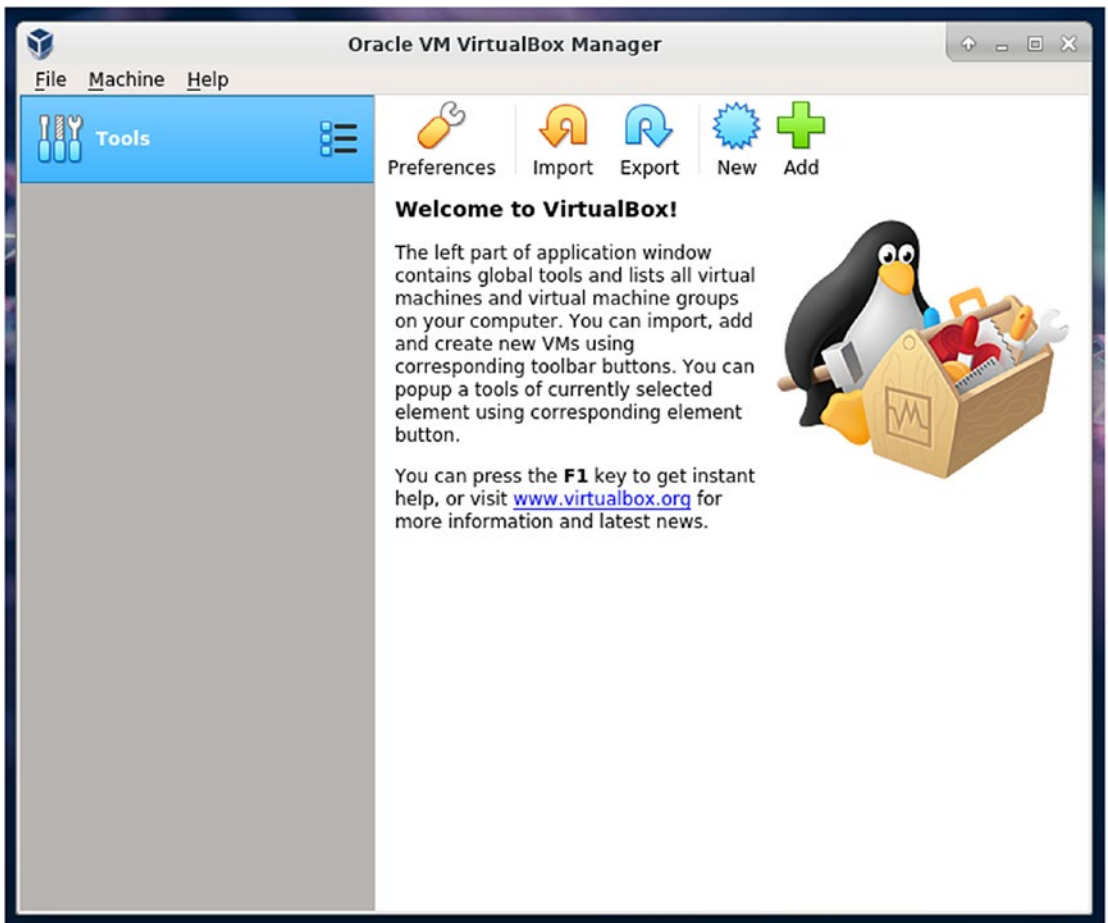 Oracle VM VirtualBox Manager
File Machine Help
Tools
Preferences Import Export New Add
Welcome to VirtualBox!
The left part of application window
contains global tools and lists all virtual
machines and virtual machine groups
on your computer. You can import, add
and create new VMs using
corresponding toolbar buttons. You can
popup a tools of currently selected
element using corresponding element
button.
You can press the F1 key to get instant
help, or visit www.virtualbox.org for
more information and latest news.